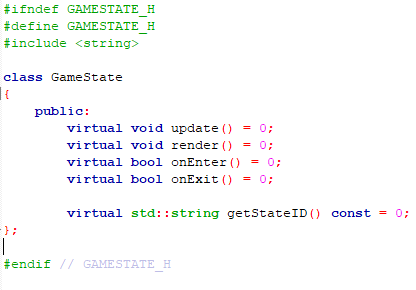 #ifndef GAMESTATE_H
#define GAMESTATE_H
#include <string>
class GameState
{
public:
virtual void update() = 0;
virtual void render() = 0;
virtual bool onEnter() = 0;
virtual bool onExit() = 0;
virtual std::string getStateID() const = 0;
};
#endif // GAMESTATE_H